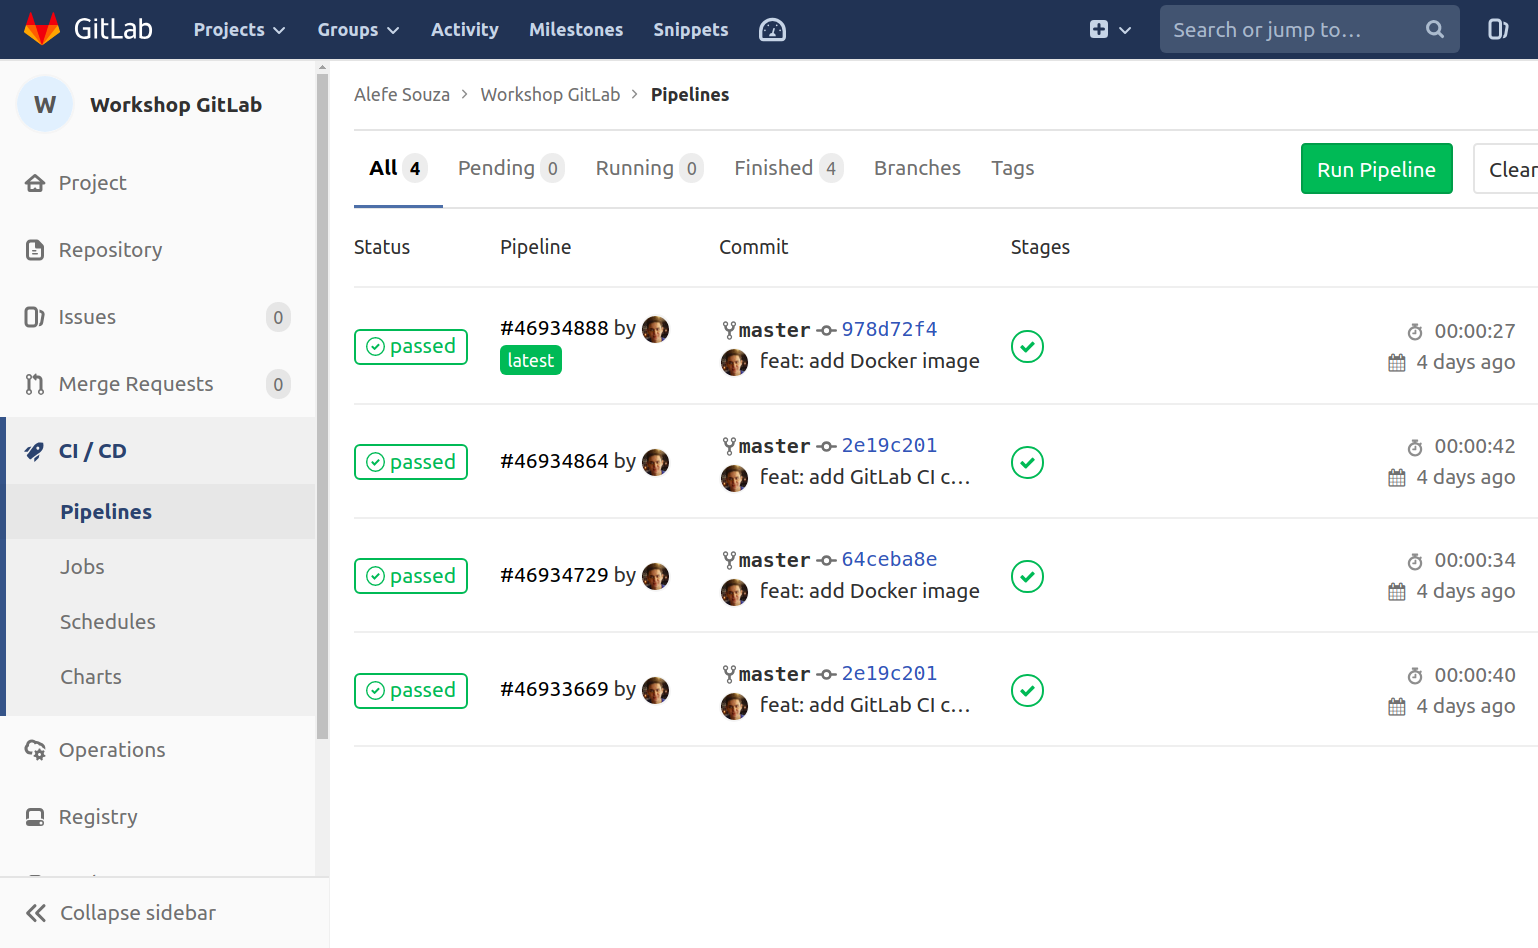 GitLab Projects Groups Activity Milestones Snippets Search or jump to…
W Workshop GitLab
Project
Repository
Issues 0
Merge Requests 0
CI / CD
Pipelines
Jobs
Schedules
Charts
Operations
Registry
Collapse sidebar
Alefe Souza > Workshop GitLab > Pipelines
All 4 Pending 0 Running 0 Finished 4 Branches Tags Run Pipeline Clear
Status Pipeline Commit Stages
passed #46934888 by master 978d72f4 00:00:27
latest feat: add Docker image 4 days ago
passed #46934864 by master 2e19c201 00:00:42
feat: add GitLab CI c… 4 days ago
passed #46934729 by master 64ceba8e 00:00:34
feat: add Docker image 4 days ago
passed #46933669 by master 2e19c201 00:00:40
feat: add GitLab CI c… 4 days ago